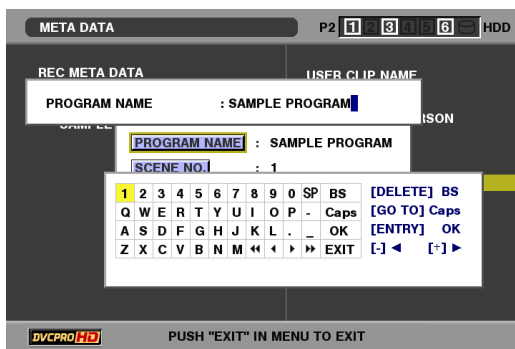 META DATA P2 1 2 3 4 5 6 HDD
REC META DATA USER CLIP NAME
PROGRAM NAME : SAMPLE PROGRAM
SAMPLE RSON
PROGRAM NAME : SAMPLE PROGRAM
SCENE NO. : 1
1 2 3 4 5 6 7 8 9 0 SP BS [DELETE] BS
Q W E R T Y U I O P - Caps [GO TO] Caps
A S D F G H J K L . _ OK [ENTRY] OK
Z X C V B N M ◀◀ ◀ ▶ ▶▶ EXIT [-] ◀ [+] ▶
DVCPRO HD PUSH "EXIT" IN MENU TO EXIT